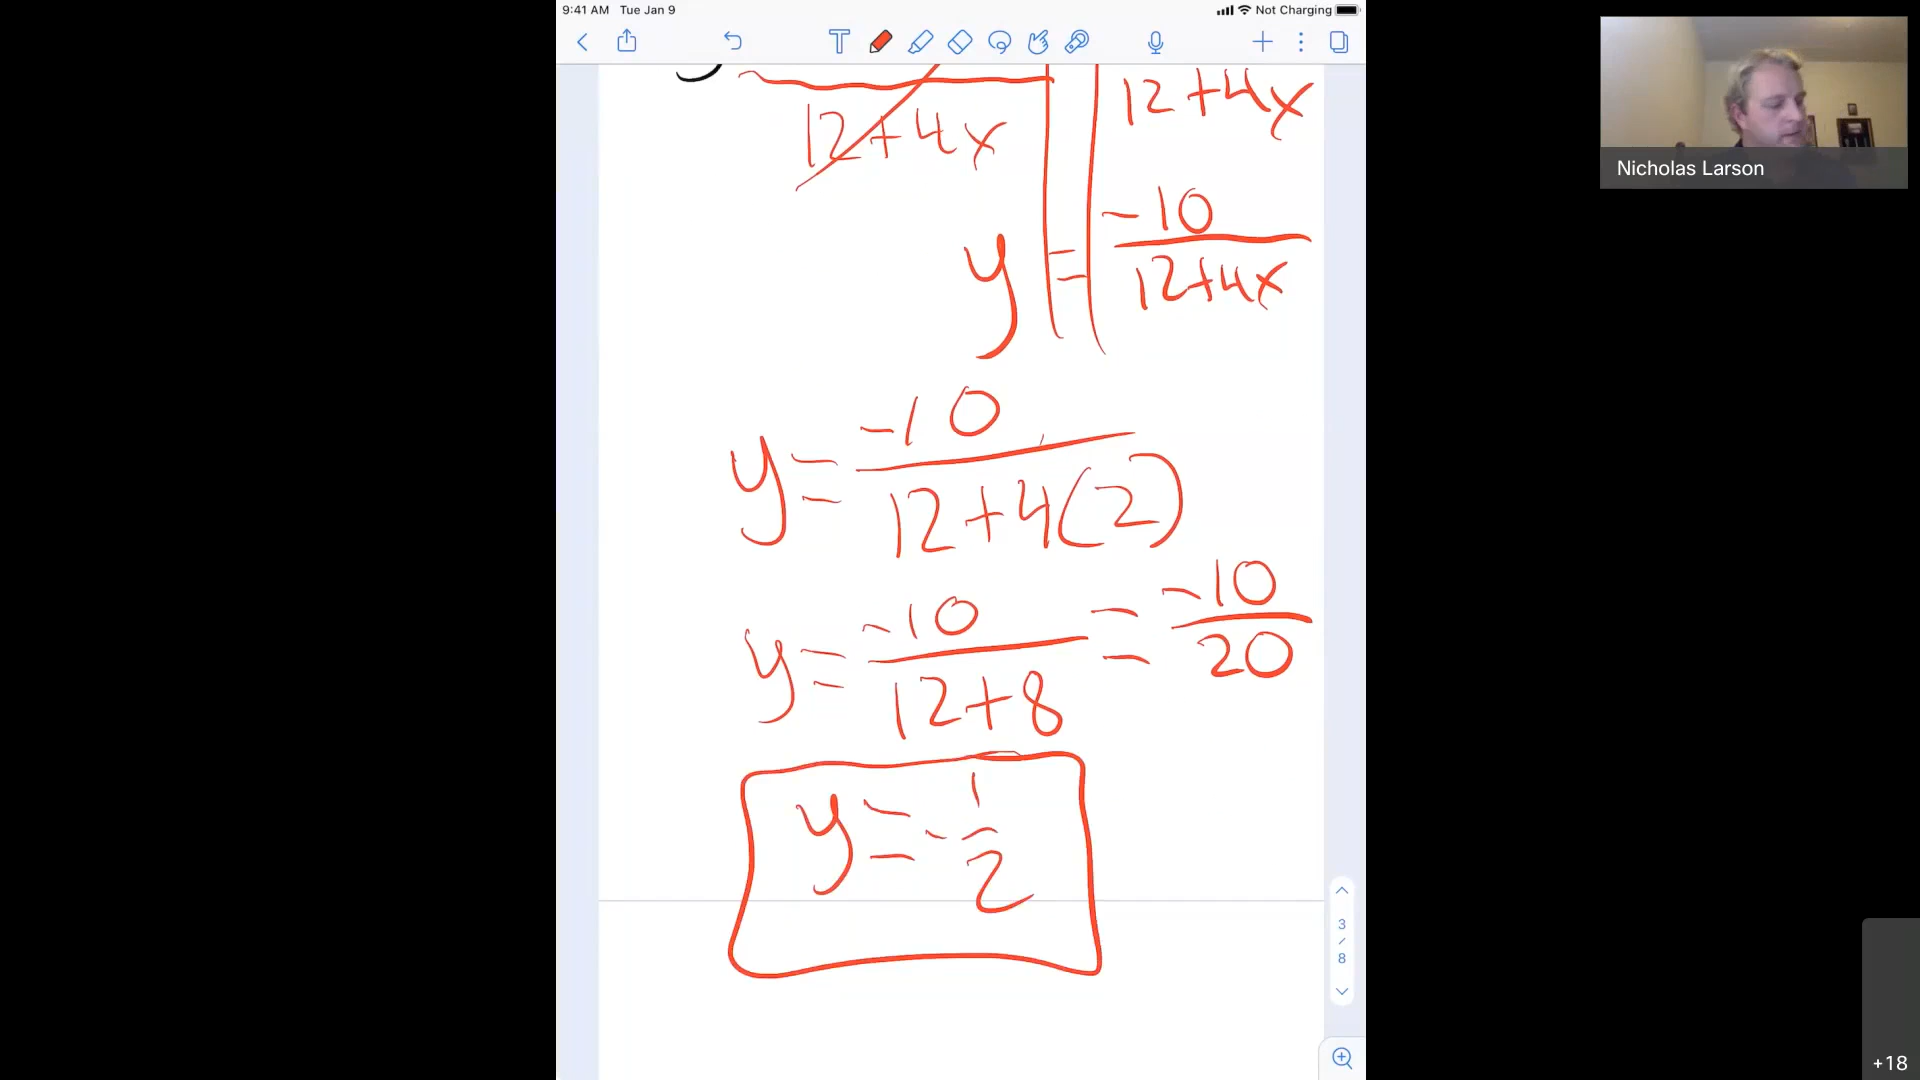 9:41 AM Tue Jan 9
Not Charging
12+4x
12+4x
-10
y = 12+4x
-10
y = 12+4(2)
-10 = -10
y = 12+8 20
y = - 1
2
3
/
8
Nicholas Larson
+18